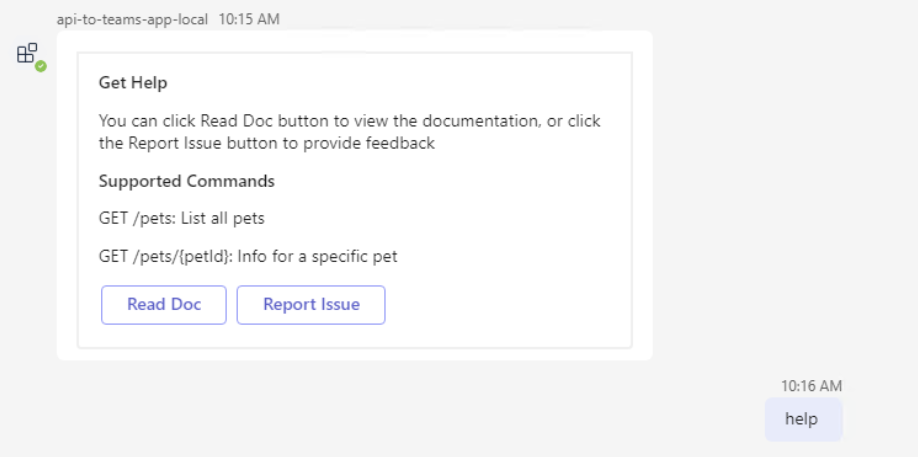 api-to-teams-app-local 10:15 AM
Get Help
You can click Read Doc button to view the documentation, or click
the Report Issue button to provide feedback
Supported Commands
GET /pets: List all pets
GET /pets/{petId}: Info for a specific pet
Read Doc Report Issue
10:16 AM
help